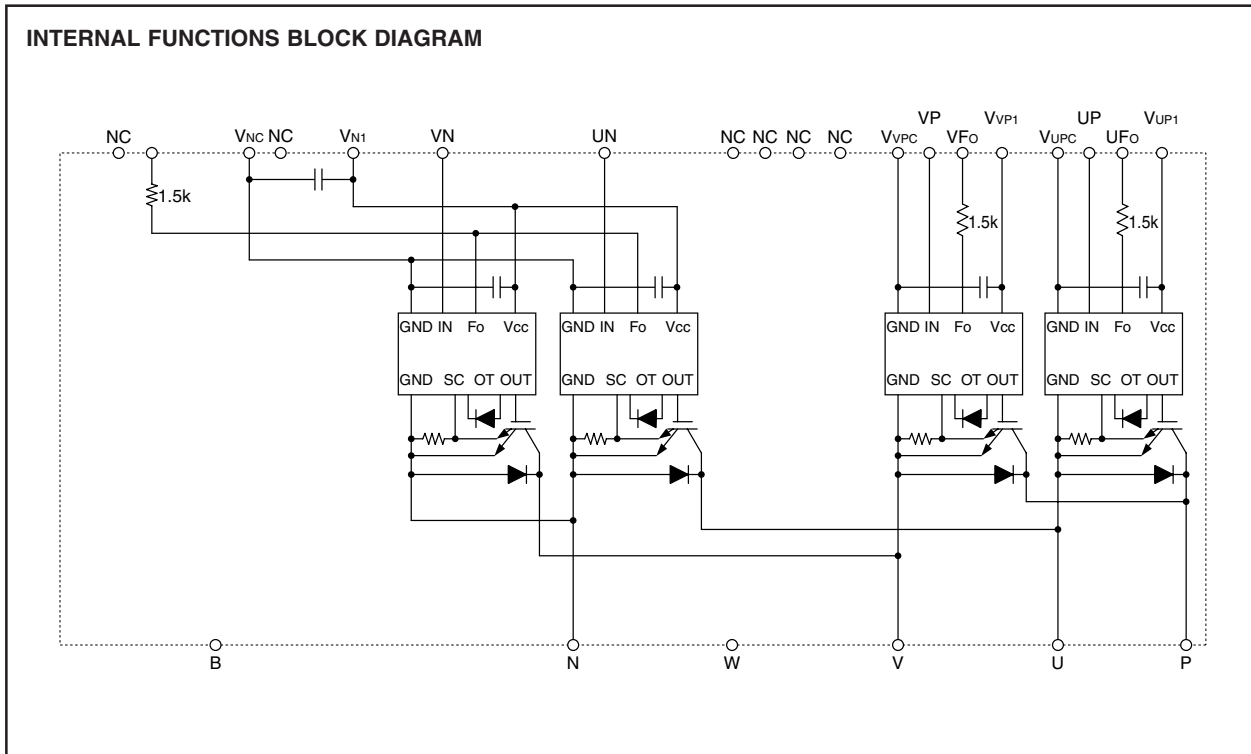 INTERNAL FUNCTIONS BLOCK DIAGRAM
VP VVP1 UP VUP1
NC VNC NC VN1 VN UN NC NC NC NC VVPC VFO VUPC UFO
1.5k 1.5k 1.5k
GND IN Fo Vcc GND IN Fo Vcc GND IN Fo Vcc GND IN Fo Vcc
GND SC OT OUT GND SC OT OUT GND SC OT OUT GND SC OT OUT
B N W V U P